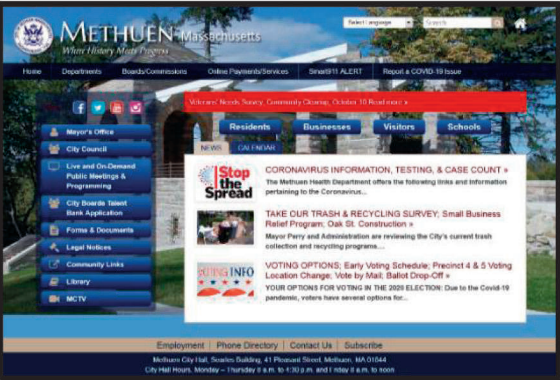 METHUEN Massachusetts
Where History Meets Progress
Select Language
Search
Home Departments Boards/Commissions Online Payments/Services Smart911 ALERT Report a COVID-19 Issue
Veterans' Needs Survey, Community Cleanup, October 10 Read more »
Residents Businesses Visitors Schools
NEWS CALENDAR
Mayor's Office
City Council
Live and On-Demand
Public Meetings &
Programming
City Boards Talent
Bank Application
Forms & Documents
Legal Notices
Community Links
Library
MCTV
Stop
the
Spread
CORONAVIRUS INFORMATION, TESTING, & CASE COUNT »
The Methuen Health Department offers the following links and information
pertaining to the Coronavirus...
TAKE OUR TRASH & RECYCLING SURVEY; Small Business
Relief Program; Oak St. Construction »
Mayor Perry and Administration are reviewing the City's current trash
collection and recycling programs....
VOTING INFO
VOTING OPTIONS; Early Voting Schedule; Precinct 4 & 5 Voting
Location Change; Vote by Mail; Ballot Drop-Off »
YOUR OPTIONS FOR VOTING IN THE 2020 ELECTION: Due to the Covid-19
pandemic, voters have several options for...
Employment | Phone Directory | Contact Us | Subscribe
Methuen City Hall, Searles Building, 41 Pleasant Street, Methuen, MA 01844
City Hall Hours, Monday – Thursday 8 a.m. to 4:30 p.m. and Friday 8 a.m. to noon